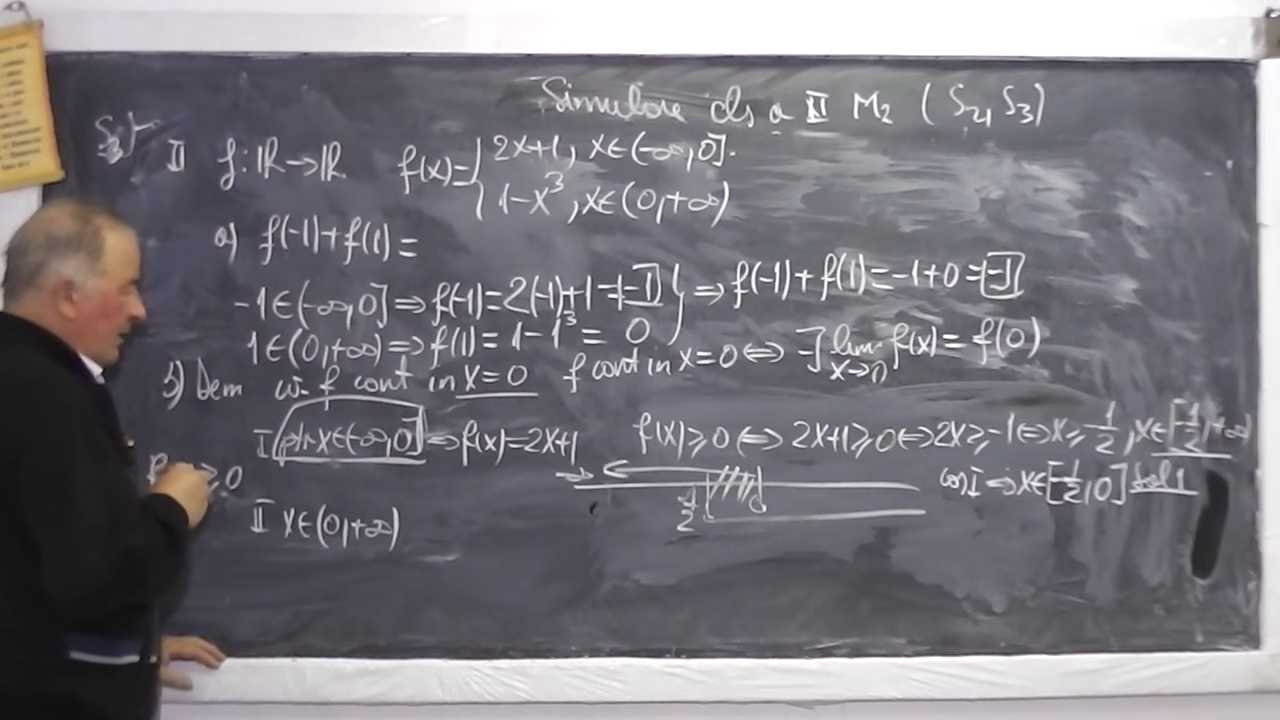 Simulare cls a XII M2 (S2, S3)
S3)
II f:ℝ→ℝ f(x)={ 2x+1, x∈(-∞,0].
1-x³, x∈(0,+∞)
a) f(-1)+f(1)=
-1∈(-∞,0]⇒f(-1)=2(-1)+1=-1 } ⇒ f(-1)+f(1)=-1+0=-1
1∈(0,+∞)⇒f(1)=1-1³=0
b) Dem f cont in x=0 f cont in x=0⇔ ∃ lim x→0 f(x)=f(0)
I x∈(-∞,0]⇒f(x)=2x+1 f(x)≥0⇔2x+1≥0⇔2x≥-1⇔x≥-1/2, x∈[-1/2,+∞)
≥0 -1/2 0 I⇒x∈[-1/2,0] sol 1
II x∈(0,+∞)